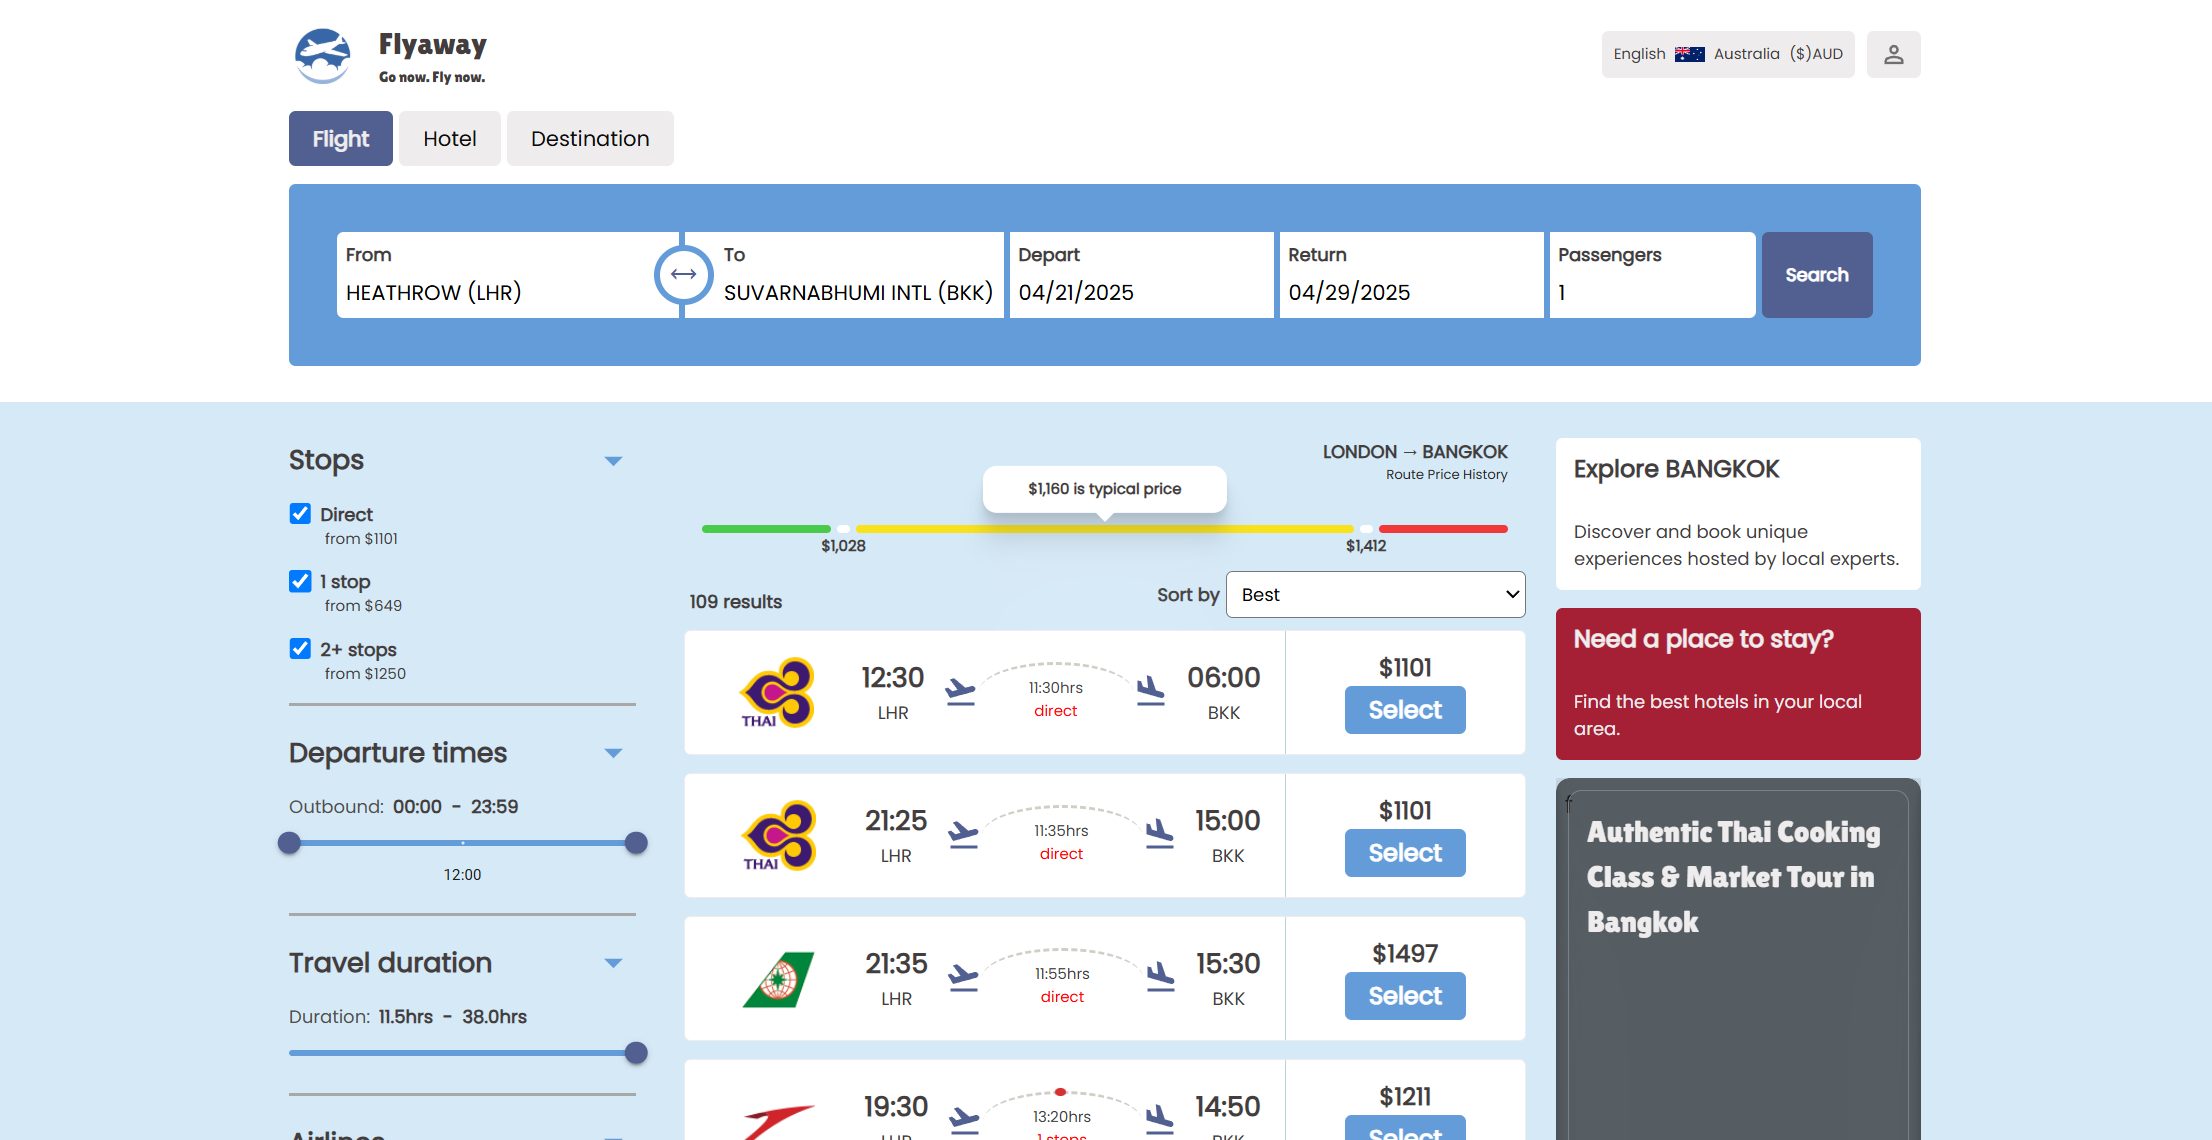 Flyaway
Go now. Fly now.
English Australia ($)AUD
Flight
Hotel
Destination
From
HEATHROW (LHR)
To
SUVARNABHUMI INTL (BKK)
Depart
04/21/2025
Return
04/29/2025
Passengers
1
Search
Stops
Direct
from $1101
1 stop
from $649
2+ stops
from $1250
Departure times
Outbound: 00:00 - 23:59
12:00
Travel duration
Duration: 11.5hrs - 38.0hrs
Airlines
LONDON → BANGKOK
Route Price History
$1,160 is typical price
$1,028
$1,412
109 results
Sort by
Best
THAI
12:30
LHR
11:30hrs
direct
06:00
BKK
$1101
Select
THAI
21:25
LHR
11:35hrs
direct
15:00
BKK
$1101
Select
21:35
LHR
11:55hrs
direct
15:30
BKK
$1497
Select
19:30
LHR
13:20hrs
1 stops
14:50
BKK
$1211
Select
Explore BANGKOK
Discover and book unique
experiences hosted by local experts.
Need a place to stay?
Find the best hotels in your local
area.
Authentic Thai Cooking
Class & Market Tour in
Bangkok